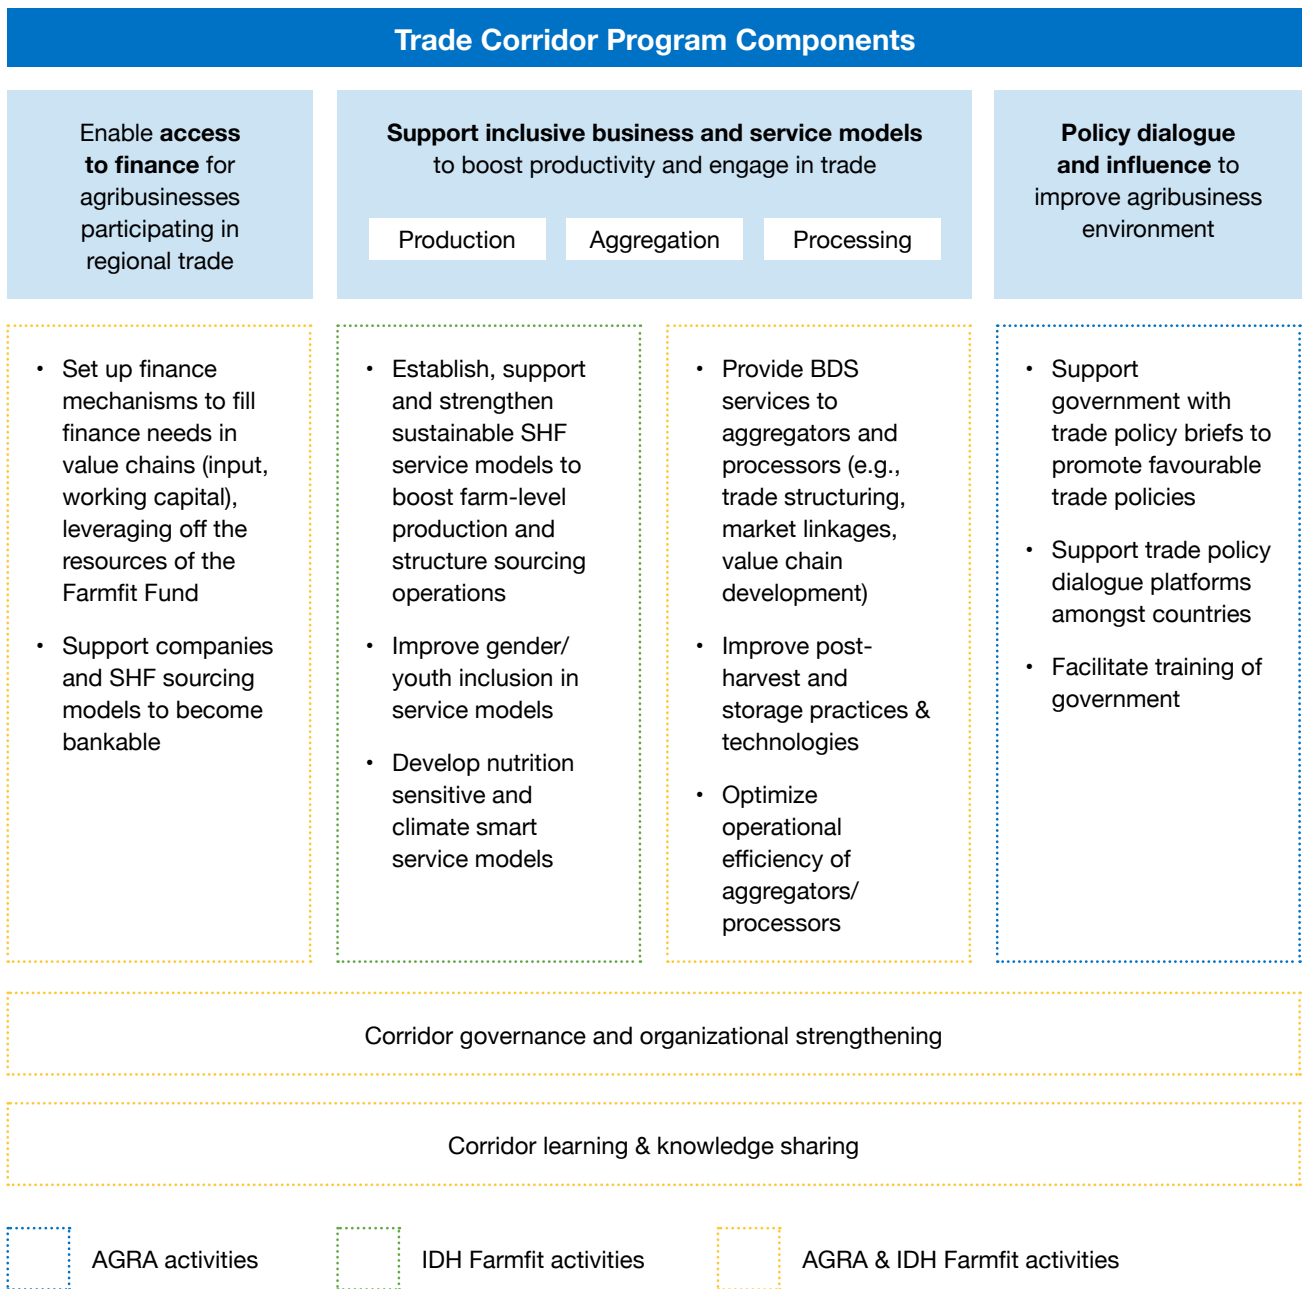 Trade Corridor Program Components
Enable access
to finance for
agribusinesses
participating in
regional trade
Support inclusive business and service models
to boost productivity and engage in trade
Production
Aggregation
Processing
Policy dialogue
and influence to
improve agribusiness
environment
• Set up finance
mechanisms to fill
finance needs in
value chains (input,
working capital),
leveraging off the
resources of the
Farmfit Fund
• Support companies
and SHF sourcing
models to become
bankable
• Establish, support
and strengthen
sustainable SHF
service models to
boost farm-level
production and
structure sourcing
operations
• Improve gender/
youth inclusion in
service models
• Develop nutrition
sensitive and
climate smart
service models
• Provide BDS
services to
aggregators and
processors (e.g.,
trade structuring,
market linkages,
value chain
development)
• Improve post-
harvest and
storage practices &
technologies
• Optimize
operational
efficiency of
aggregators/
processors
• Support
government with
trade policy briefs to
promote favourable
trade policies
• Support trade policy
dialogue platforms
amongst countries
• Facilitate training of
government
Corridor governance and organizational strengthening
Corridor learning & knowledge sharing
AGRA activities
IDH Farmfit activities
AGRA & IDH Farmfit activities